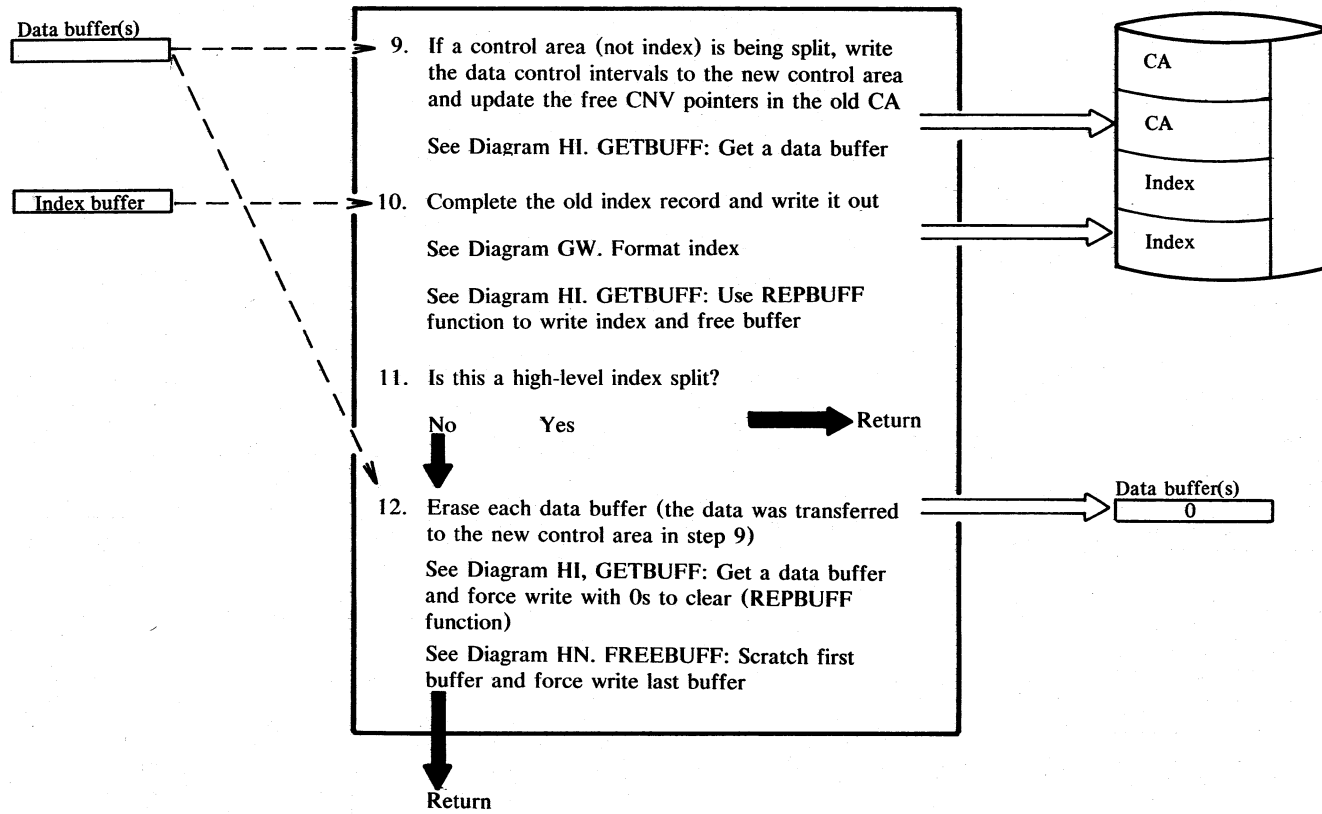 Data buffer(s)
9. If a control area (not index) is being split, write
the data control intervals to the new control area
and update the free CNV pointers in the old CA
See Diagram HI. GETBUFF: Get a data buffer
Index buffer
10. Complete the old index record and write it out
See Diagram GW. Format index
See Diagram HI. GETBUFF: Use REPBUFF
function to write index and free buffer
11. Is this a high-level index split?
No Yes Return
12. Erase each data buffer (the data was transferred
to the new control area in step 9)
See Diagram HI, GETBUFF: Get a data buffer
and force write with 0s to clear (REPBUFF
function)
See Diagram HN. FREEBUFF: Scratch first
buffer and force write last buffer
Return
CA
CA
Index
Index
Data buffer(s)
0